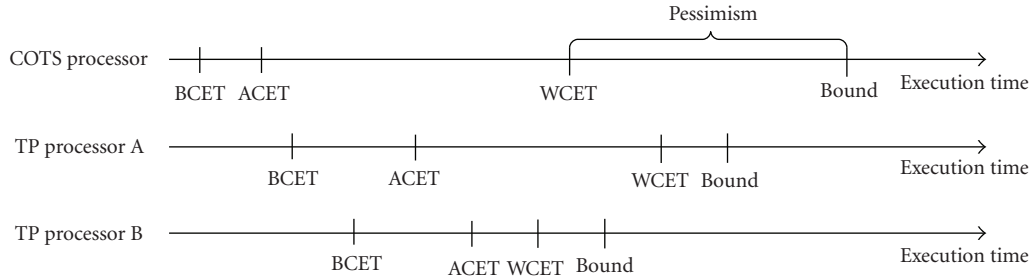 Pessimism
COTS processor
BCET ACET WCET Bound Execution time
TP processor A
BCET ACET WCET Bound Execution time
TP processor B
BCET ACET WCET Bound Execution time